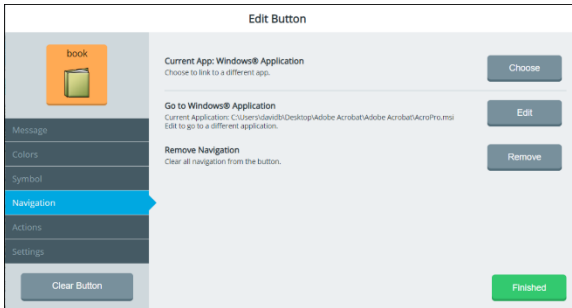 Edit Button
book
Message
Colors
Symbol
Navigation
Actions
Settings
Clear Button
Current App: Windows® Application
Choose to link to a different app.
Choose
Go to Windows® Application
Current Application: C:\Users\davidb\Desktop\Adobe Acrobat\Adobe Acrobat\AcroPro.msi
Edit to go to a different application.
Edit
Remove Navigation
Clear all navigation from the button.
Remove
Finished